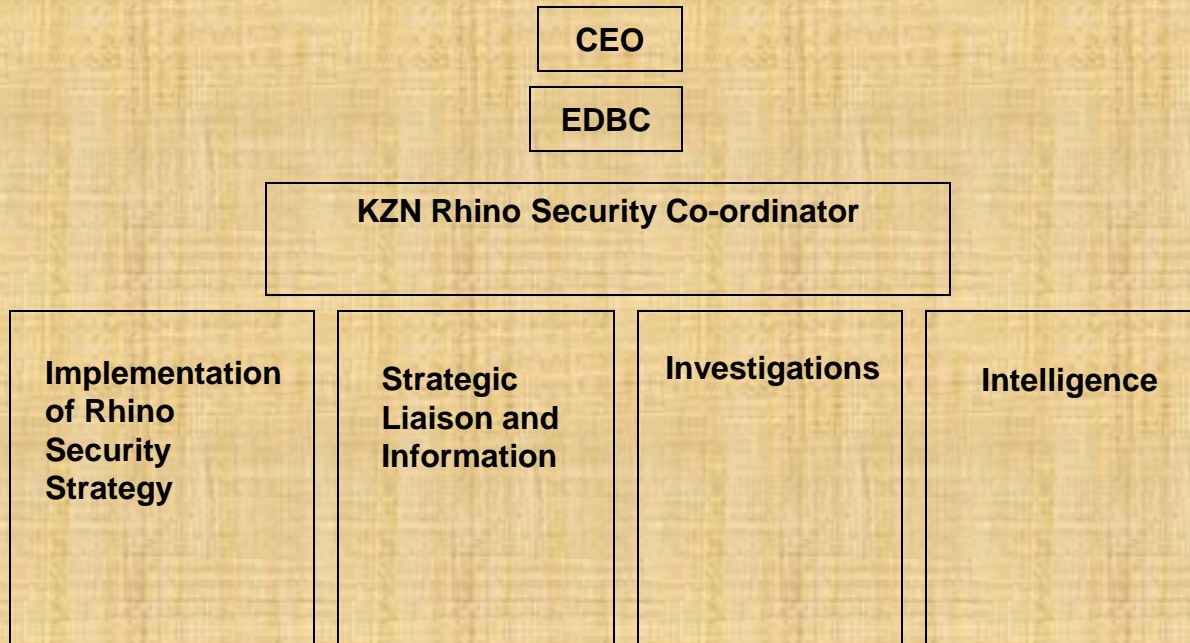 CEO
EDBC
KZN Rhino Security Co-ordinator
Implementation
of Rhino
Security
Strategy
Strategic
Liaison and
Information
Investigations
Intelligence